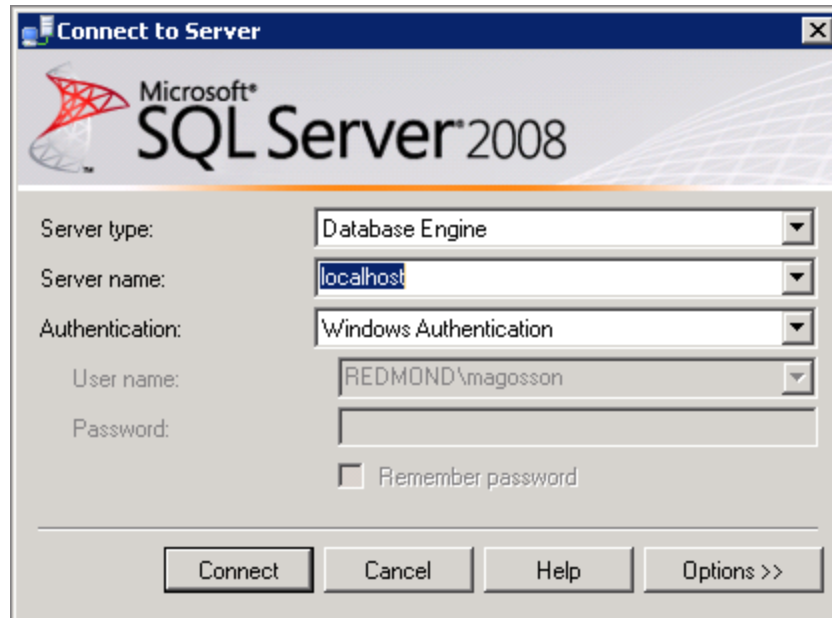 Connect to Server
Microsoft®
SQL Server® 2008
™
Server type: Database Engine
Server name: localhost
Authentication: Windows Authentication
User name: REDMOND\magosson
Password:
Remember password
Connect Cancel Help Options >>